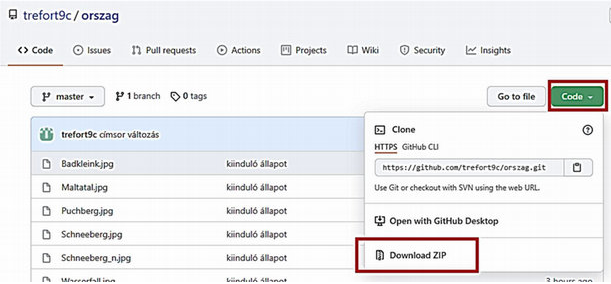 trefort9c / orszag
Code Issues Pull requests Actions Projects Wiki Security Insights
master 1 branch 0 tags Go to file Code
trefort9c címsor változás
Badkleink.jpg kiinduló állapot
Maltatal.jpg kiinduló állapot
Puchberg.jpg kiinduló állapot
Schneeberg.jpg kiinduló állapot
Schneeberg_n.jpg kiinduló állapot
Wasserfall.jpg kiinduló állapot 3 hours ago
Clone
HTTPS GitHub CLI
https://github.com/trefort9c/orszag.git
Use Git or checkout with SVN using the web URL.
Open with GitHub Desktop
Download ZIP